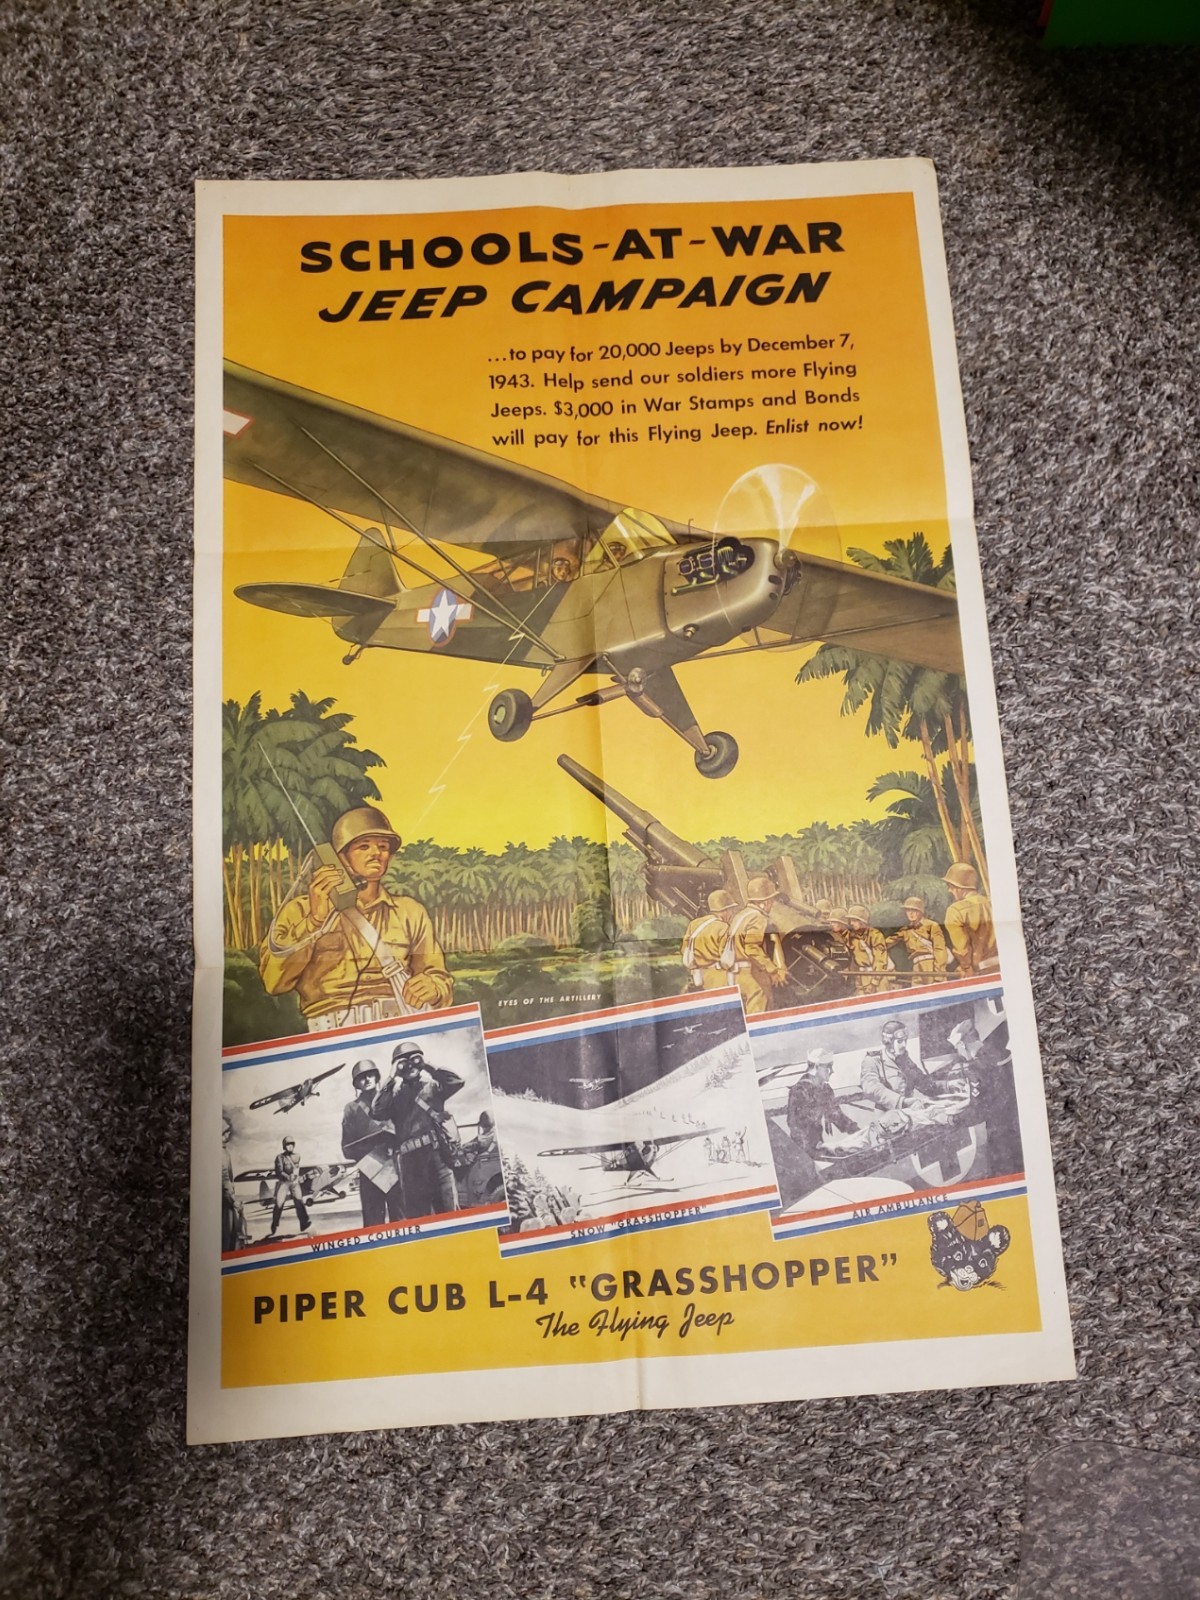 SCHOOLS-AT-WAR
JEEP CAMPAIGN
...to pay for 20,000 Jeeps by December 7,
1943. Help send our soldiers more Flying
Jeeps. $3,000 in War Stamps and Bonds
will pay for this Flying Jeep. Enlist now!
EYES OF THE ARTILLERY
WINGED COURIER
SNOW "GRASSHOPPER"
AIR AMBULANCE
PIPER CUB L-4 "GRASSHOPPER"
The Flying Jeep